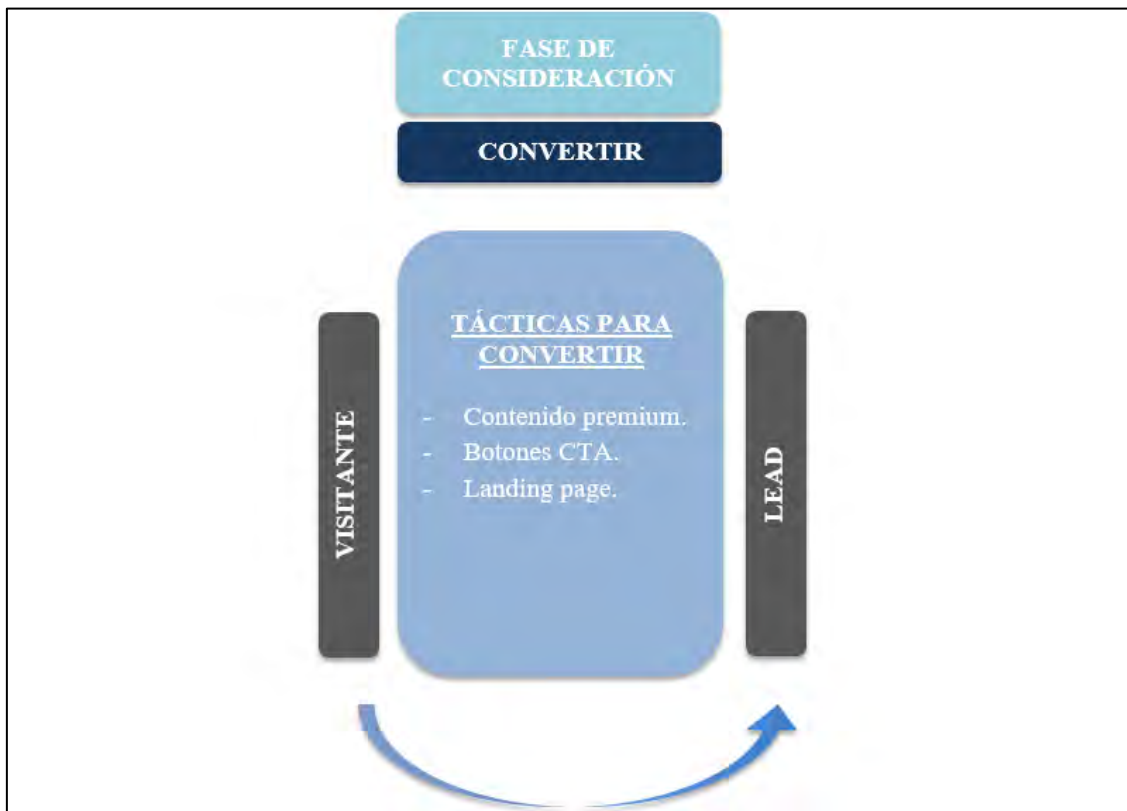 FASE DE
CONSIDERACIÓN
CONVERTIR
VISITANTE
TÁCTICAS PARA
CONVERTIR
- Contenido premium.
- Botones CTA.
- Landing page.
LEAD